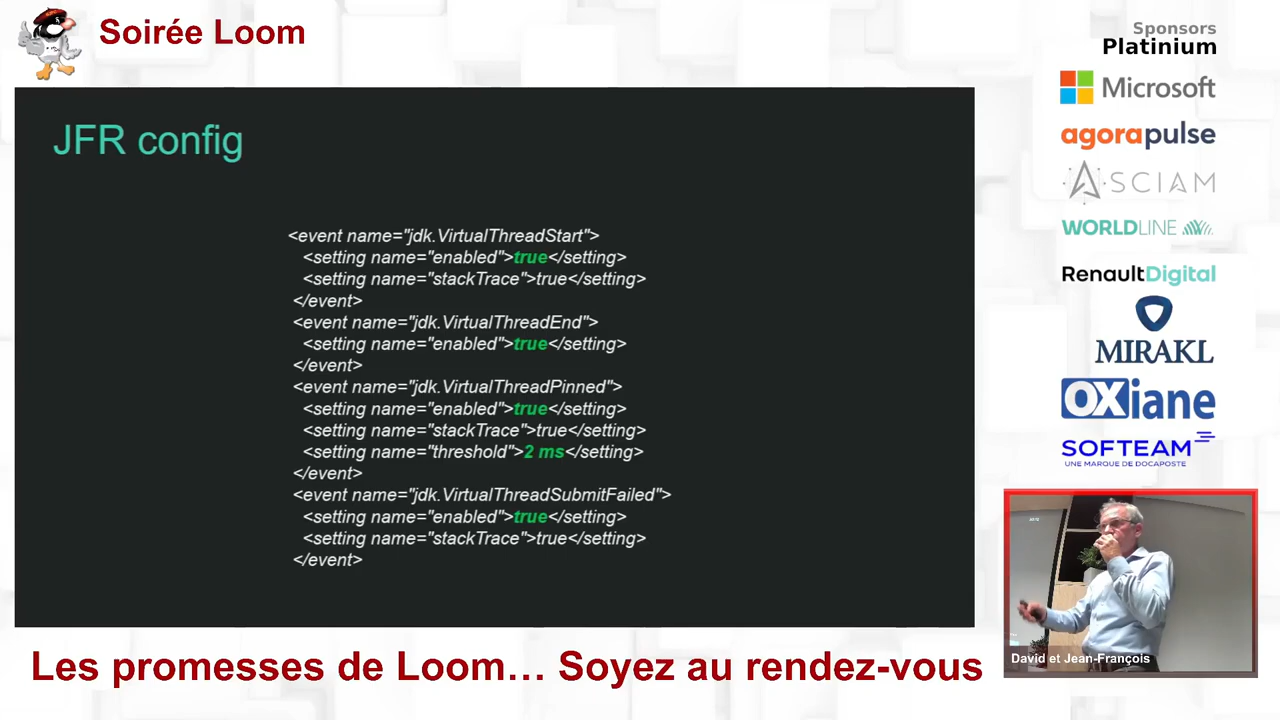 Soirée Loom
JFR config
<event name="jdk.VirtualThreadStart">
<setting name="enabled">true</setting>
<setting name="stackTrace">true</setting>
</event>
<event name="jdk.VirtualThreadEnd">
<setting name="enabled">true</setting>
</event>
<event name="jdk.VirtualThreadPinned">
<setting name="enabled">true</setting>
<setting name="stackTrace">true</setting>
<setting name="threshold">2 ms</setting>
</event>
<event name="jdk.VirtualThreadSubmitFailed">
<setting name="enabled">true</setting>
<setting name="stackTrace">true</setting>
</event>
Sponsors
Platinium
Microsoft
agorapulse
ASCIAM
WORLDLINE
RenaultDigital
MIRAKL
OXiane
SOFTEAM
UNE MARQUE DE DOCAPOSTE
David et Jean-François
Les promesses de Loom… Soyez au rendez-vous